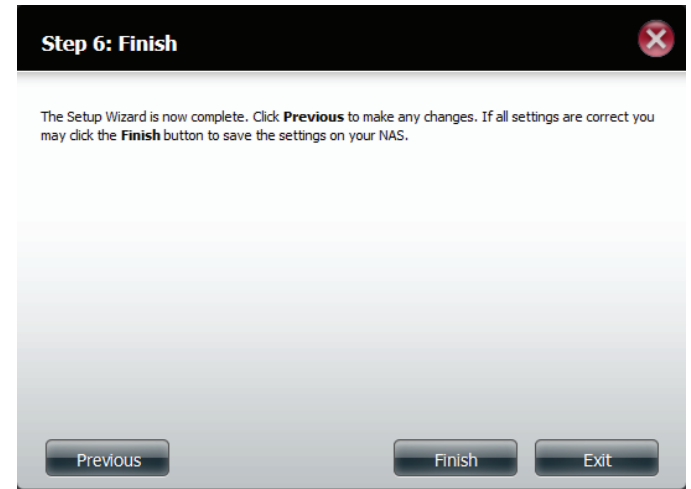 Step 6: Finish
The Setup Wizard is now complete. Click Previous to make any changes. If all settings are correct you
may click the Finish button to save the settings on your NAS.
Previous
Finish
Exit